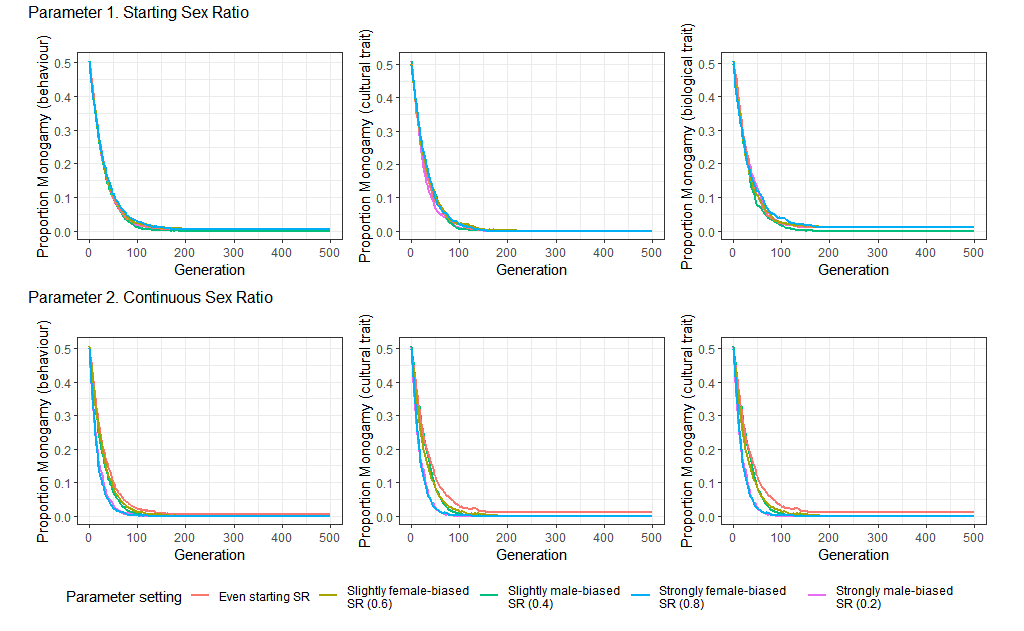 Parameter 1. Starting Sex Ratio
Proportion Monogamy (behaviour)
0.5
0.4
0.3
0.2
0.1
0.0
0 100 200 300 400 500
Generation
Proportion Monogamy (cultural trait)
0.5
0.4
0.3
0.2
0.1
0.0
0 100 200 300 400 500
Generation
Proportion Monogamy (biological trait)
0.5
0.4
0.3
0.2
0.1
0.0
0 100 200 300 400 500
Generation
Parameter 2. Continuous Sex Ratio
Proportion Monogamy (behaviour)
0.5
0.4
0.3
0.2
0.1
0.0
0 100 200 300 400 500
Generation
Proportion Monogamy (cultural trait)
0.5
0.4
0.3
0.2
0.1
0.0
0 100 200 300 400 500
Generation
Proportion Monogamy (cultural trait)
0.5
0.4
0.3
0.2
0.1
0.0
0 100 200 300 400 500
Generation
Parameter setting
Even starting SR
Slightly female-biased
SR (0.6)
Slightly male-biased
SR (0.4)
Strongly female-biased
SR (0.8)
Strongly male-biased
SR (0.2)